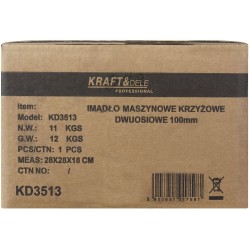 KRAFT&DELE
PROFESSIONAL
Item: IMADŁO MASZYNOWE KRZYŻOWE
DWUOSIOWE 100mm
Model: KD3513
N.W.: 11 KGS
G.W.: 12 KGS
PCS/CTN: 1 PCS
MEAS: 28X28X18 CM
CTN NO: /
KD3513